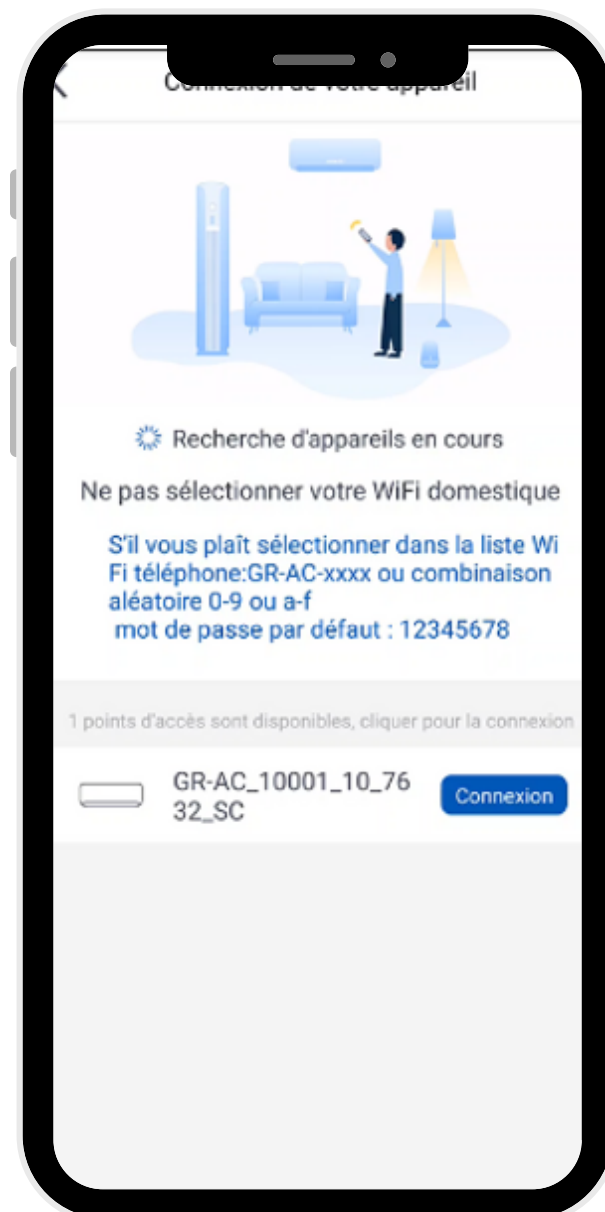 Connexion de votre appareil
Recherche d'appareils en cours
Ne pas sélectionner votre WiFi domestique
S'il vous plaît sélectionner dans la liste Wi
Fi téléphone:GR-AC-xxxx ou combinaison
aléatoire 0-9 ou a-f
mot de passe par défaut : 12345678
1 points d'accès sont disponibles, cliquer pour la connexion
GR-AC_10001_10_76
32_SC
Connexion